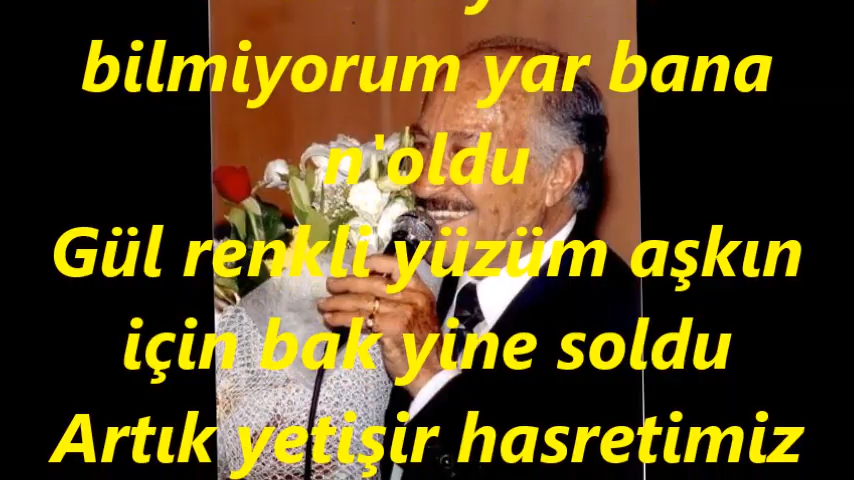 bilmiyorum yar bana
n'oldu
Gül renkli yüzüm aşkın
için bak yine soldu
Artık yetişir hasretimiz